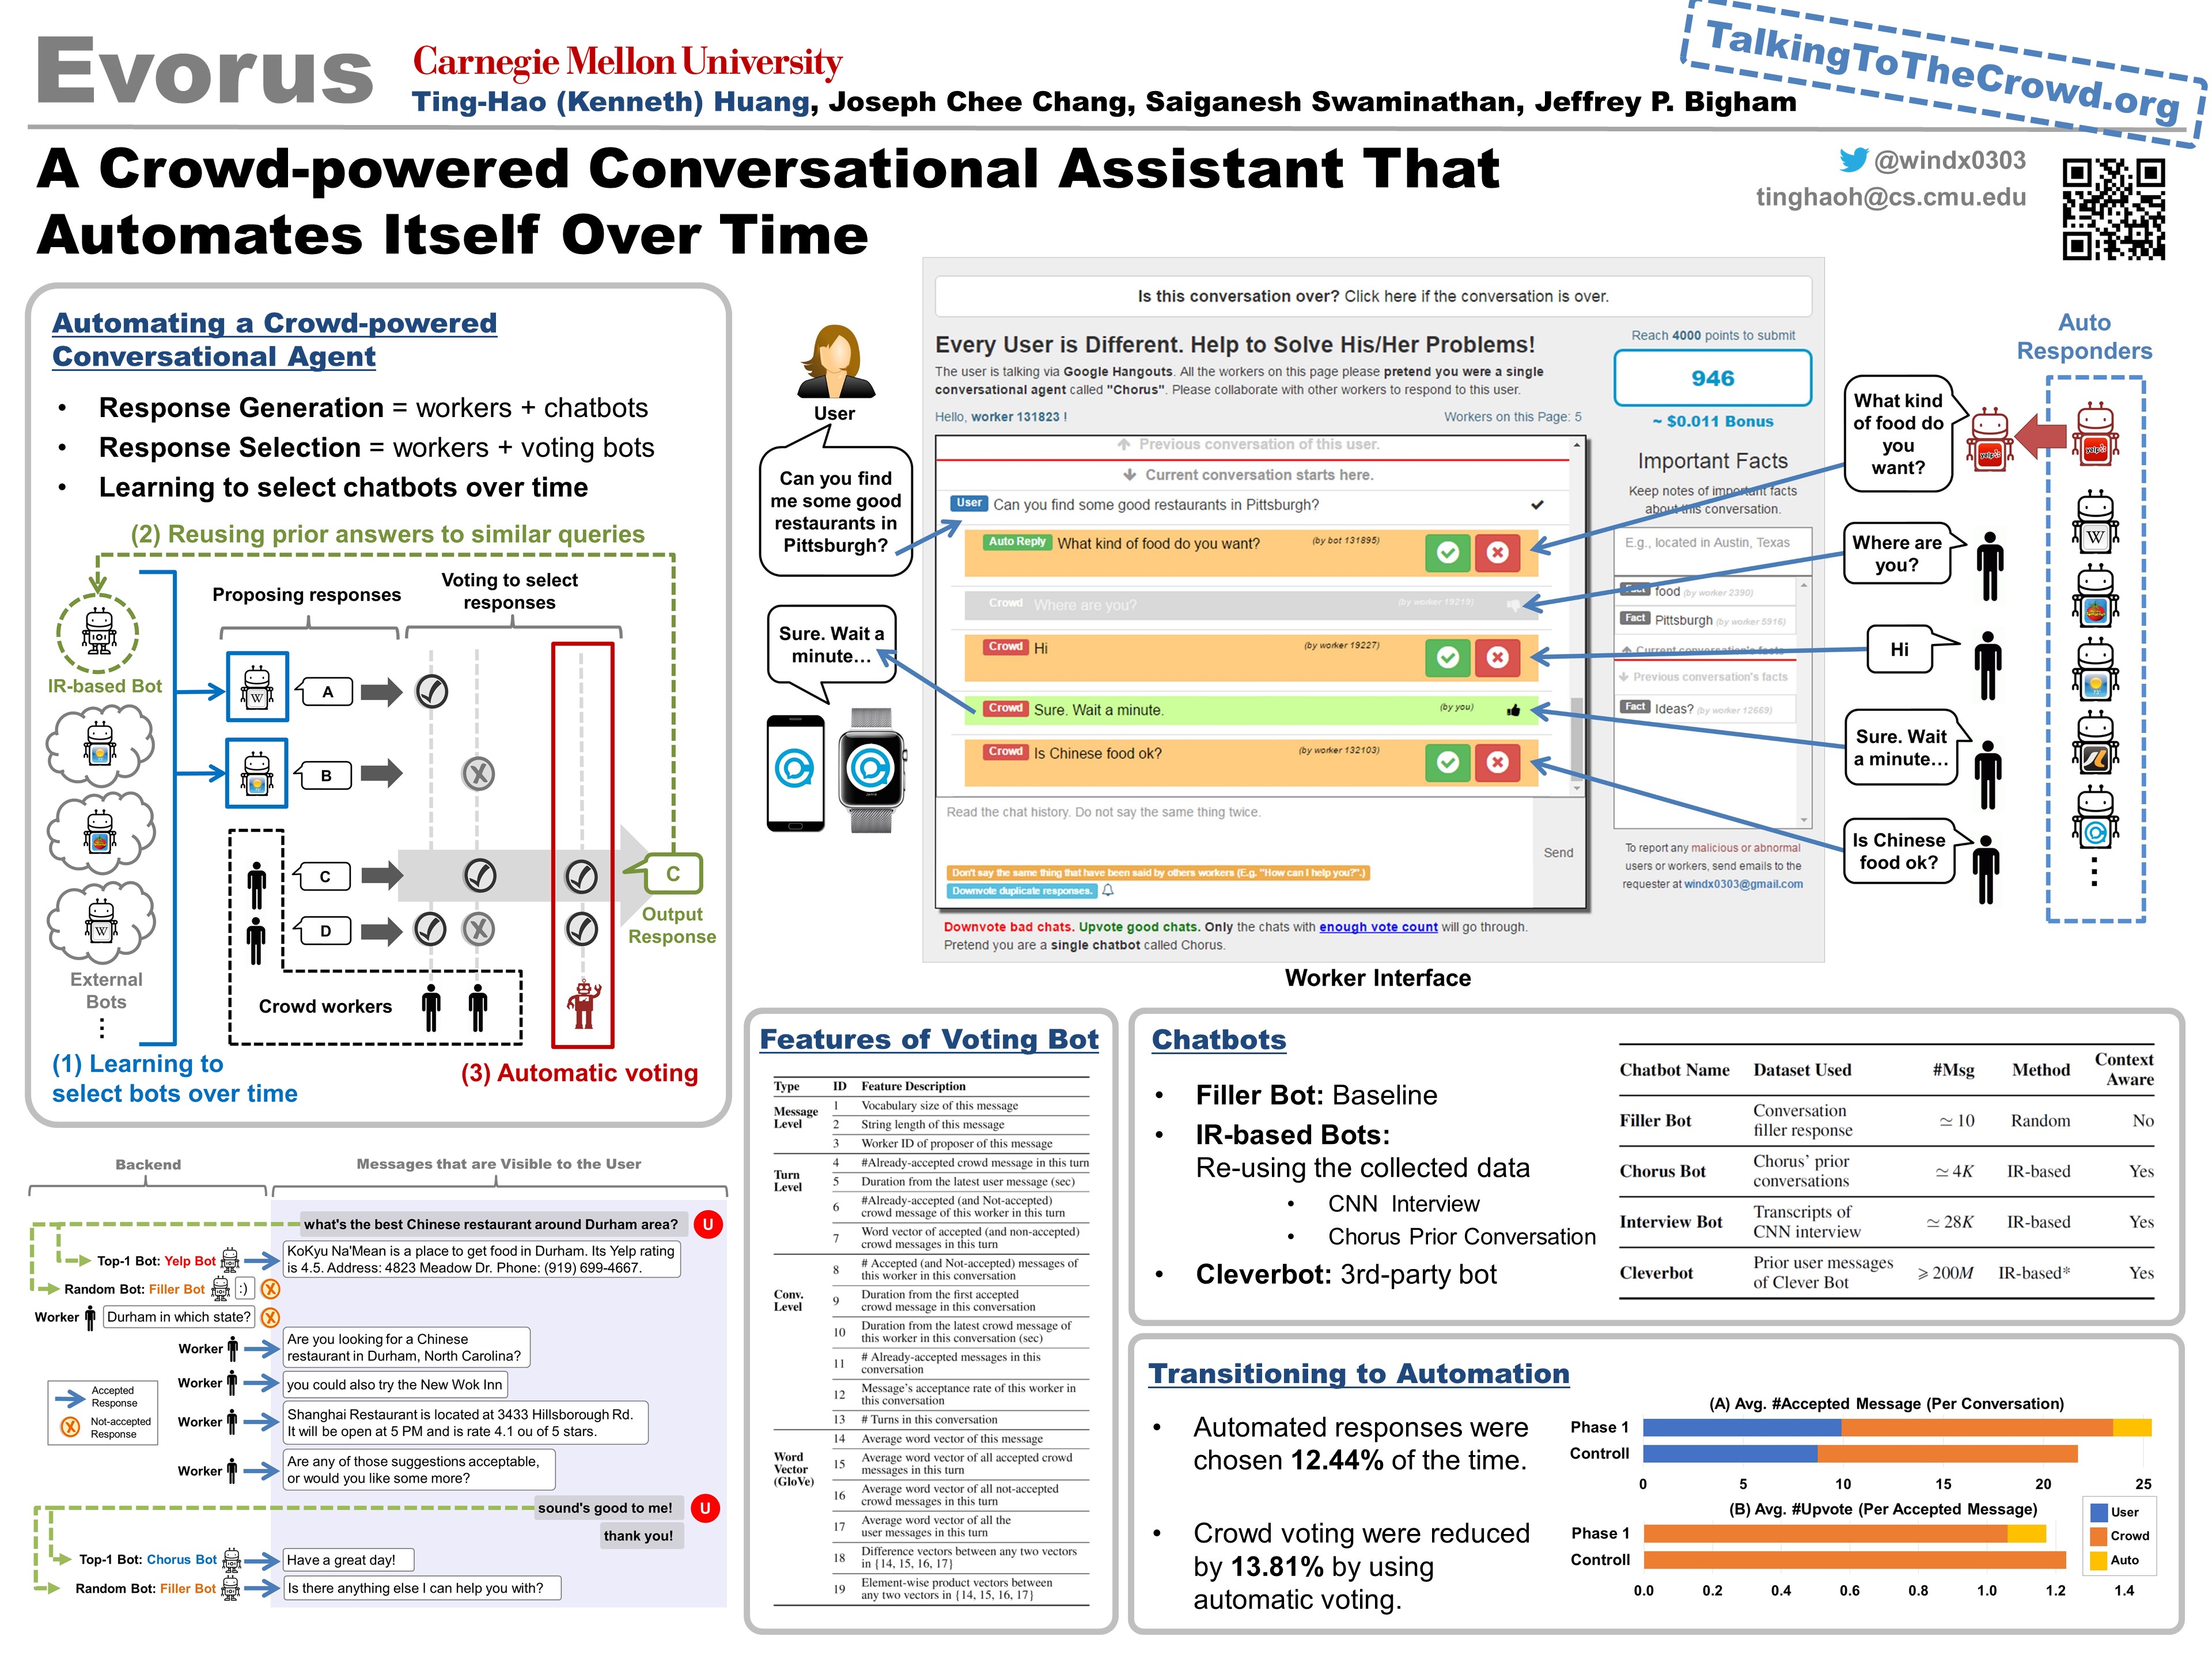 Evorus
Carnegie Mellon University
Ting-Hao (Kenneth) Huang, Joseph Chee Chang, Saiganesh Swaminathan, Jeffrey P. Bigham
TalkingToTheCrowd.org
A Crowd-powered Conversational Assistant That
Automates Itself Over Time
@windx0303
tinghaoh@cs.cmu.edu
Automating a Crowd-powered
Conversational Agent
• Response Generation = workers + chatbots
• Response Selection = workers + voting bots
• Learning to select chatbots over time
(2) Reusing prior answers to similar queries
Proposing responses
Voting to select
responses
IR-based Bot
W
A
B
C
D
C
Output
Response
W
External
Bots
Crowd workers
(1) Learning to
select bots over time
(3) Automatic voting
User
Can you find
me some good
restaurants in
Pittsburgh?
Sure. Wait a
minute…
Is this conversation over? Click here if the conversation is over.
Every User is Different. Help to Solve His/Her Problems!
The user is talking via Google Hangouts. All the workers on this page please pretend you were a single
conversational agent called "Chorus". Please collaborate with other workers to respond to this user.
Hello, worker 131823 !
Workers on this Page: 5
Previous conversation of this user.
Current conversation starts here.
User Can you find some good restaurants in Pittsburgh?
Auto Reply What kind of food do you want? (by bot 131895)
Crowd Where are you? (by worker 19219)
Crowd Hi (by worker 19227)
Crowd Sure. Wait a minute. (by you)
Crowd Is Chinese food ok? (by worker 132103)
Read the chat history. Do not say the same thing twice.
Send
Don't say the same thing that have been said by others workers (E.g. "How can I help you?".)
Downvote duplicate responses.
Downvote bad chats. Upvote good chats. Only the chats with enough vote count will go through.
Pretend you are a single chatbot called Chorus.
Reach 4000 points to submit
946
~ $0.011 Bonus
Important Facts
Keep notes of important facts
about this conversation.
E.g., located in Austin, Texas
Fact food (by worker 2390)
Fact Pittsburgh (by worker 5916)
Current conversation's facts
Previous conversation's facts
Fact Ideas? (by worker 12669)
To report any malicious or abnormal
users or workers, send emails to the
requester at windx0303@gmail.com
Worker Interface
Auto
Responders
What kind
of food do
you
want?
yelp
yelp
W
Where are
you?
Hi
Sure. Wait
a minute…
Is Chinese
food ok?
Backend
Messages that are Visible to the User
what's the best Chinese restaurant around Durham area? U
Top-1 Bot: Yelp Bot
KoKyu Na'Mean is a place to get food in Durham. Its Yelp rating
is 4.5. Address: 4823 Meadow Dr. Phone: (919) 699-4667.
Random Bot: Filler Bot :)
Worker Durham in which state?
Worker
Are you looking for a Chinese
restaurant in Durham, North Carolina?
Worker you could also try the New Wok Inn
Worker
Shanghai Restaurant is located at 3433 Hillsborough Rd.
It will be open at 5 PM and is rate 4.1 ou of 5 stars.
Worker
Are any of those suggestions acceptable,
or would you like some more?
Accepted
Response
Not-accepted
Response
sound's good to me! U
thank you!
Top-1 Bot: Chorus Bot Have a great day!
Random Bot: Filler Bot Is there anything else I can help you with?
Features of Voting Bot
Type ID Feature Description
Message
Level
1 Vocabulary size of this message
2 String length of this message
3 Worker ID of proposer of this message
Turn
Level
4 #Already-accepted crowd message in this turn
5 Duration from the latest user message (sec)
6 #Already-accepted (and Not-accepted)
crowd message of this worker in this turn
7 Word vector of accepted (and non-accepted)
crowd messages in this turn
Conv.
Level
8 # Accepted (and Not-accepted) messages of
this worker in this conversation
9 Duration from the first accepted
crowd message in this conversation
10 Duration from the latest crowd message of
this worker in this conversation (sec)
11 # Already-accepted messages in this
conversation
12 Message's acceptance rate of this worker in
this conversation
13 # Turns in this conversation
Word
Vector
(GloVe)
14 Average word vector of this message
15 Average word vector of all accepted crowd
messages in this turn
16 Average word vector of all not-accepted
crowd messages in this turn
17 Average word vector of all the
user messages in this turn
18 Difference vectors between any two vectors
in {14, 15, 16, 17}
19 Element-wise product vectors between
any two vectors in {14, 15, 16, 17}
Chatbots
• Filler Bot: Baseline
• IR-based Bots:
Re-using the collected data
• CNN Interview
• Chorus Prior Conversation
• Cleverbot: 3rd-party bot
Chatbot Name Dataset Used #Msg Method Context
Aware
Filler Bot Conversation
filler response ≃ 10 Random No
Chorus Bot Chorus' prior
conversations ≃ 4K IR-based Yes
Interview Bot Transcripts of
CNN interview ≃ 28K IR-based Yes
Cleverbot Prior user messages
of Clever Bot ⩾ 200M IR-based* Yes
Transitioning to Automation
• Automated responses were
chosen 12.44% of the time.
• Crowd voting were reduced
by 13.81% by using
automatic voting.
(A) Avg. #Accepted Message (Per Conversation)
Phase 1
Controll
0 5 10 15 20 25
(B) Avg. #Upvote (Per Accepted Message)
Phase 1
Controll
0.0 0.2 0.4 0.6 0.8 1.0 1.2 1.4
User
Crowd
Auto